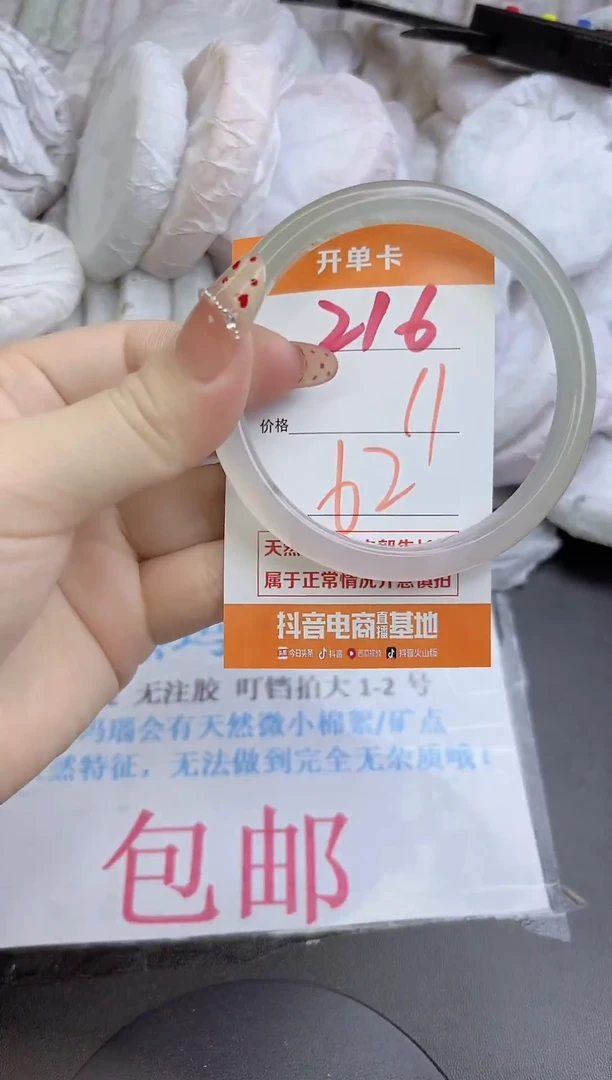 开单卡
216
11
价格
62
天然
属于正常情况介意慎拍
抖音电商直播基地
今日头条 抖音 西瓜视频 抖音火山版
无注胶 叮铛拍大1-2号
玛瑙会有天然微小棉絮/矿点
然特征，无法做到完全无杂质哦！
包邮